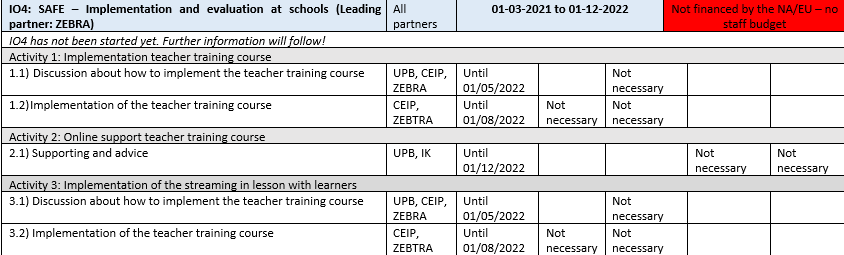 IO4: SAFE – Implementation and evaluation at schools (Leading
partner: ZEBRA)
All
partners
01-03-2021 to 01-12-2022
Not financed by the NA/EU – no
staff budget
IO4 has not been started yet. Further information will follow!
Activity 1: Implementation teacher training course
1.1) Discussion about how to implement the teacher training course
UPB, CEIP,
ZEBRA
Until
01/05/2022
Not
necessary
1.2)Implementation of the teacher training course
CEIP,
ZEBTRA
Until
01/08/2022
Not
necessary
Not
necessary
Activity 2: Online support teacher training course
2.1) Supporting and advice
UPB, IK
Until
01/12/2022
Not
necessary
Not
necessary
Activity 3: Implementation of the streaming in lesson with learners
3.1) Discussion about how to implement the teacher training course
UPB, CEIP,
ZEBRA
Until
01/05/2022
Not
necessary
3.2) Implementation of the teacher training course
CEIP,
ZEBTRA
Until
01/08/2022
Not
necessary
Not
necessary